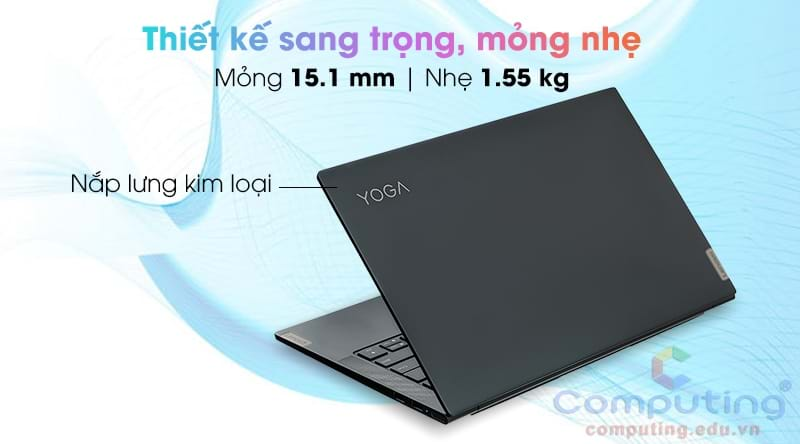 Thiết kế sang trọng, mỏng nhẹ
Mỏng 15.1 mm | Nhẹ 1.55 kg
Nắp lưng kim loại
YOGA
Computing®
computing.edu.vn